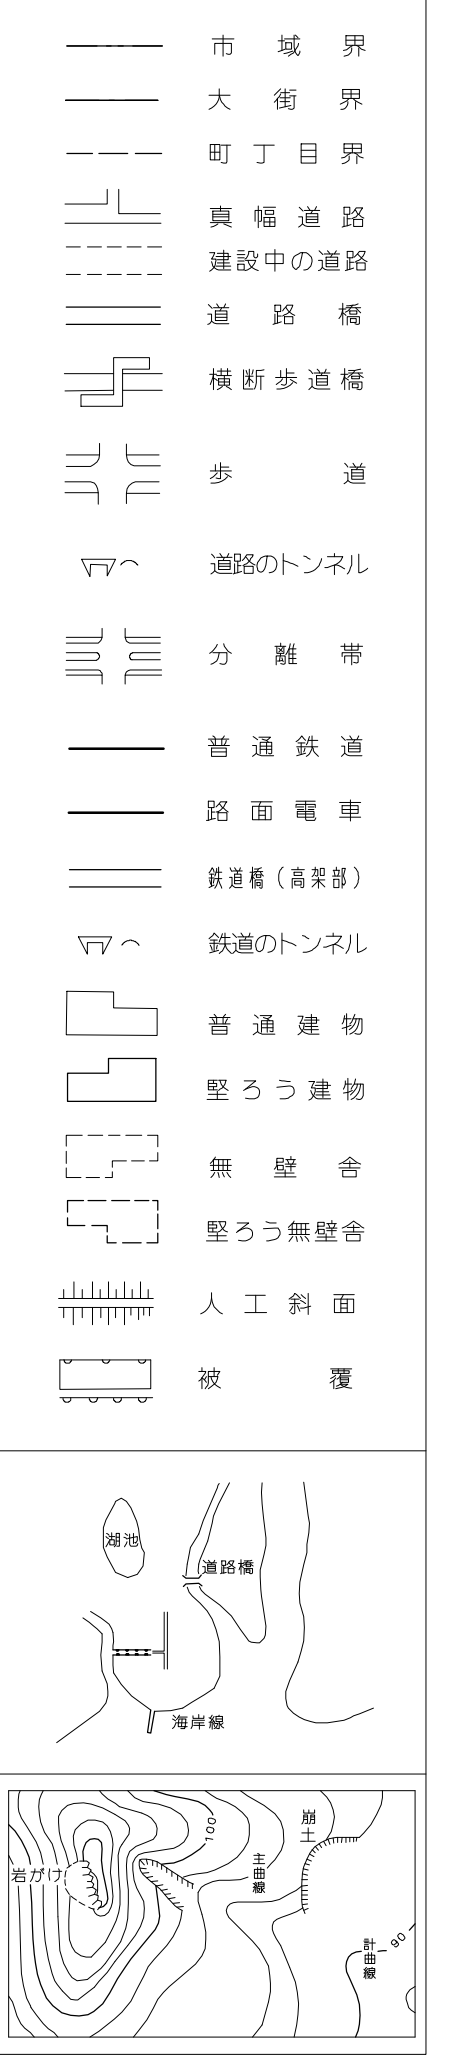 市域界
大街界
町丁目界
真幅道路
建設中の道路
道路橋
横断歩道橋
歩道
道路のトンネル
分離帯
普通鉄道
路面電車
鉄道橋（高架部）
鉄道のトンネル
普通建物
堅ろう建物
無壁舎
堅ろう無壁舎
人工斜面
被覆
湖池
道路橋
海岸線
100
崩土
岩がけ
主曲線
計曲線
90